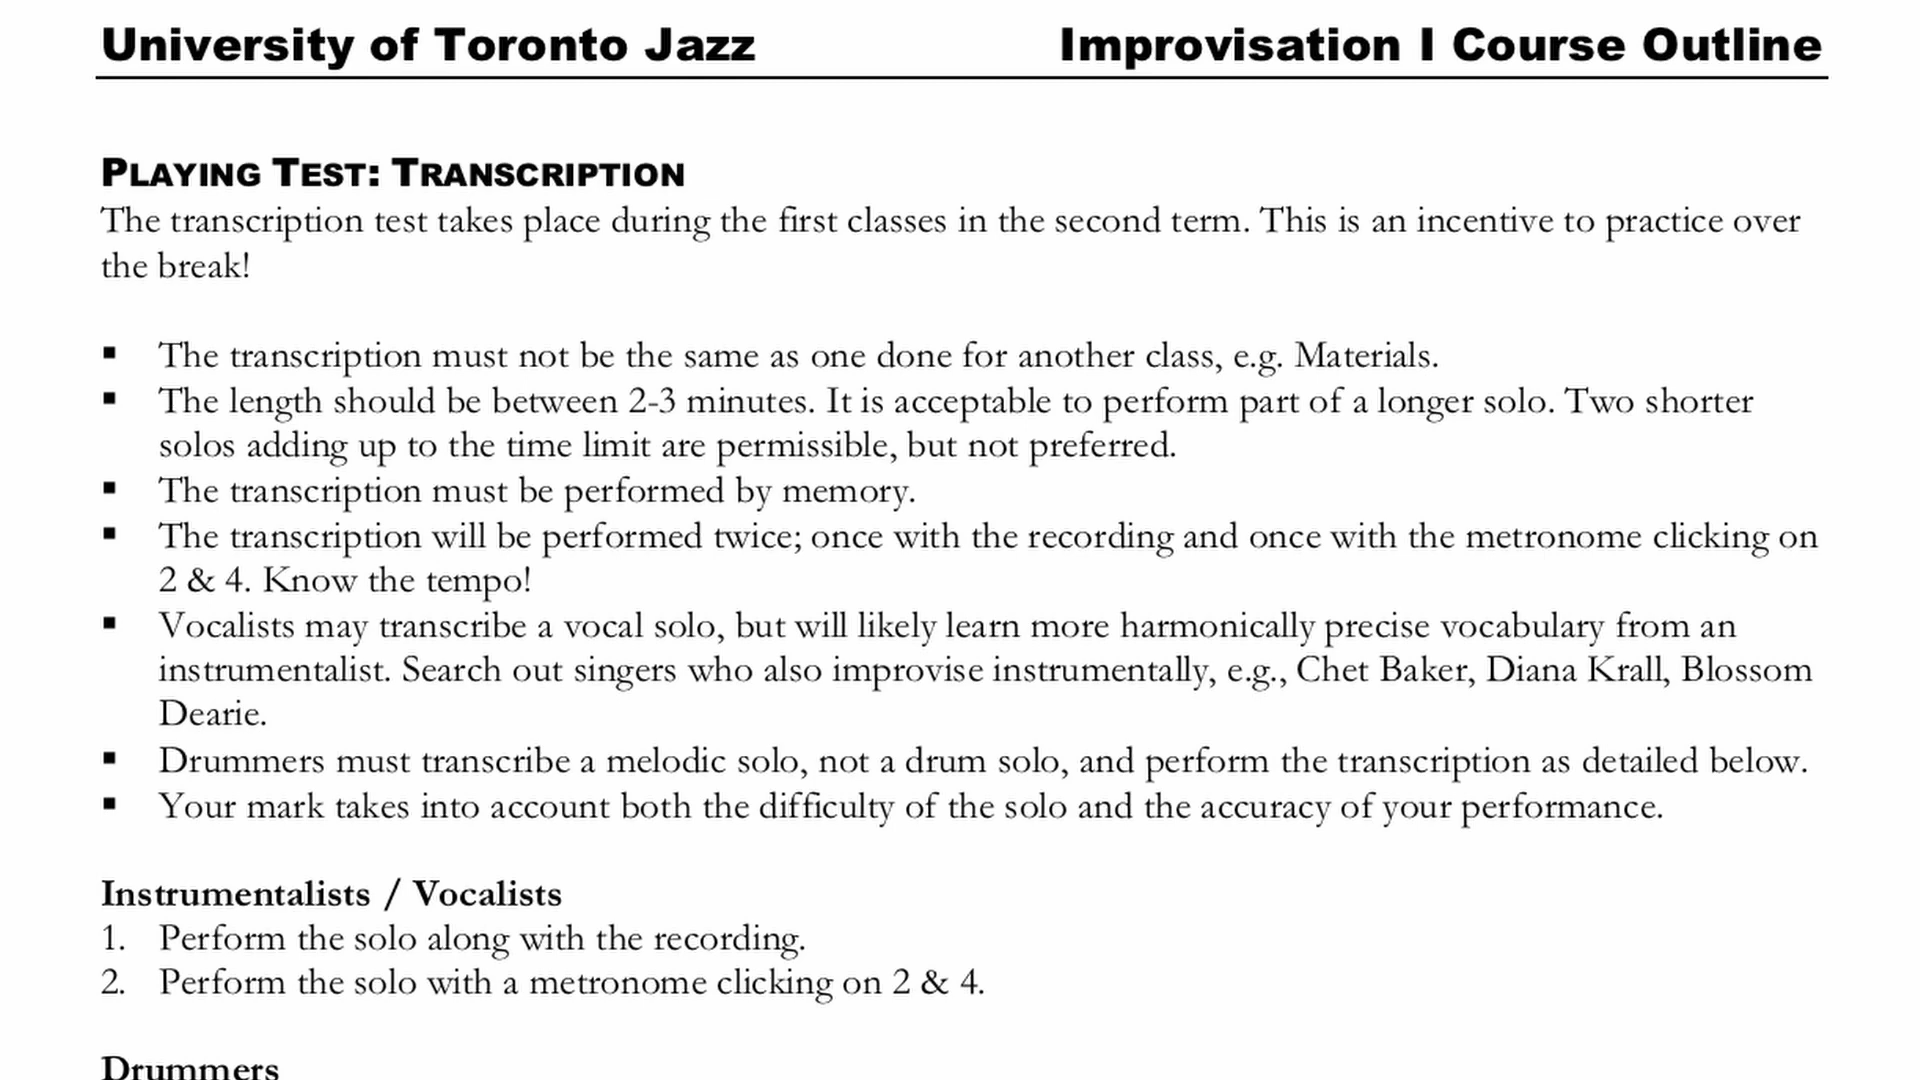 University of Toronto Jazz Improvisation I Course Outline
PLAYING TEST: TRANSCRIPTION
The transcription test takes place during the first classes in the second term. This is an incentive to practice over
the break!
▪ The transcription must not be the same as one done for another class, e.g. Materials.
▪ The length should be between 2-3 minutes. It is acceptable to perform part of a longer solo. Two shorter
solos adding up to the time limit are permissible, but not preferred.
▪ The transcription must be performed by memory.
▪ The transcription will be performed twice; once with the recording and once with the metronome clicking on
2 & 4. Know the tempo!
▪ Vocalists may transcribe a vocal solo, but will likely learn more harmonically precise vocabulary from an
instrumentalist. Search out singers who also improvise instrumentally, e.g., Chet Baker, Diana Krall, Blossom
Dearie.
▪ Drummers must transcribe a melodic solo, not a drum solo, and perform the transcription as detailed below.
▪ Your mark takes into account both the difficulty of the solo and the accuracy of your performance.
Instrumentalists / Vocalists
1. Perform the solo along with the recording.
2. Perform the solo with a metronome clicking on 2 & 4.
Drummers